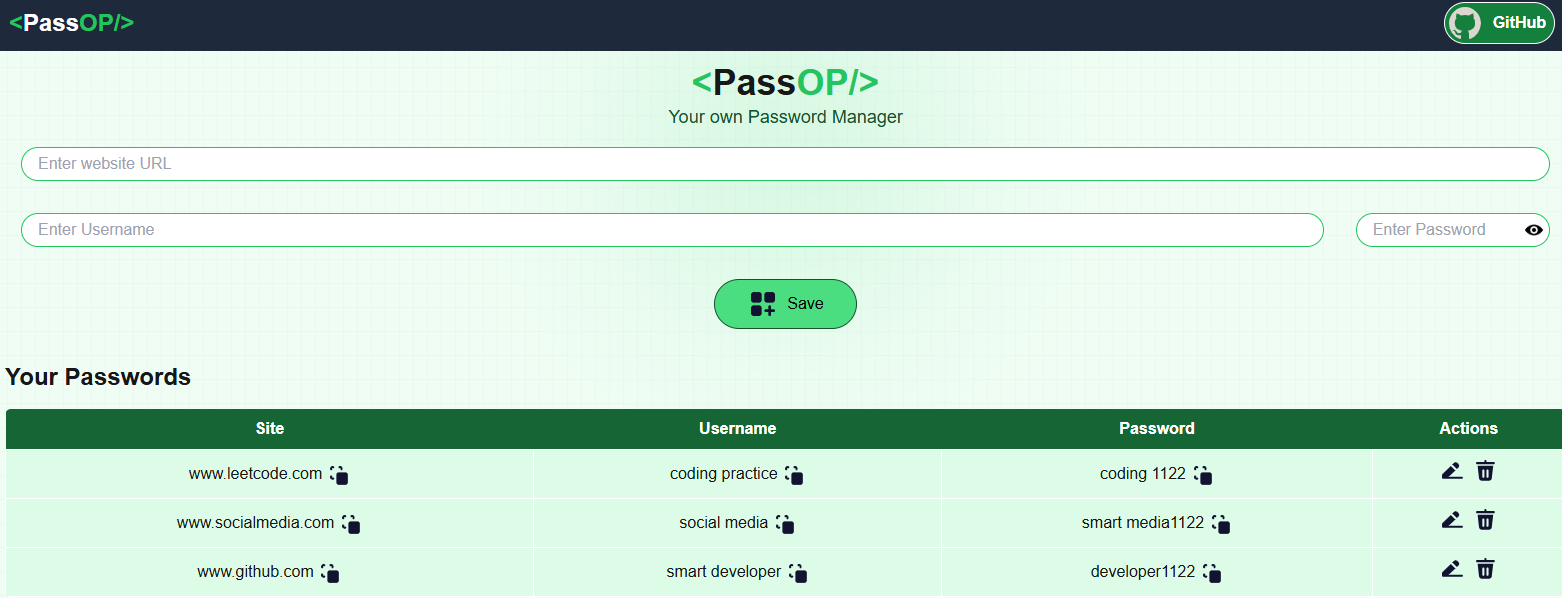 <PassOP/>
GitHub
<PassOP/>
Your own Password Manager
Enter website URL
Enter Username Enter Password
Save
Your Passwords
Site Username Password Actions
www.leetcode.com coding practice coding 1122
www.socialmedia.com social media smart media1122
www.github.com smart developer developer1122